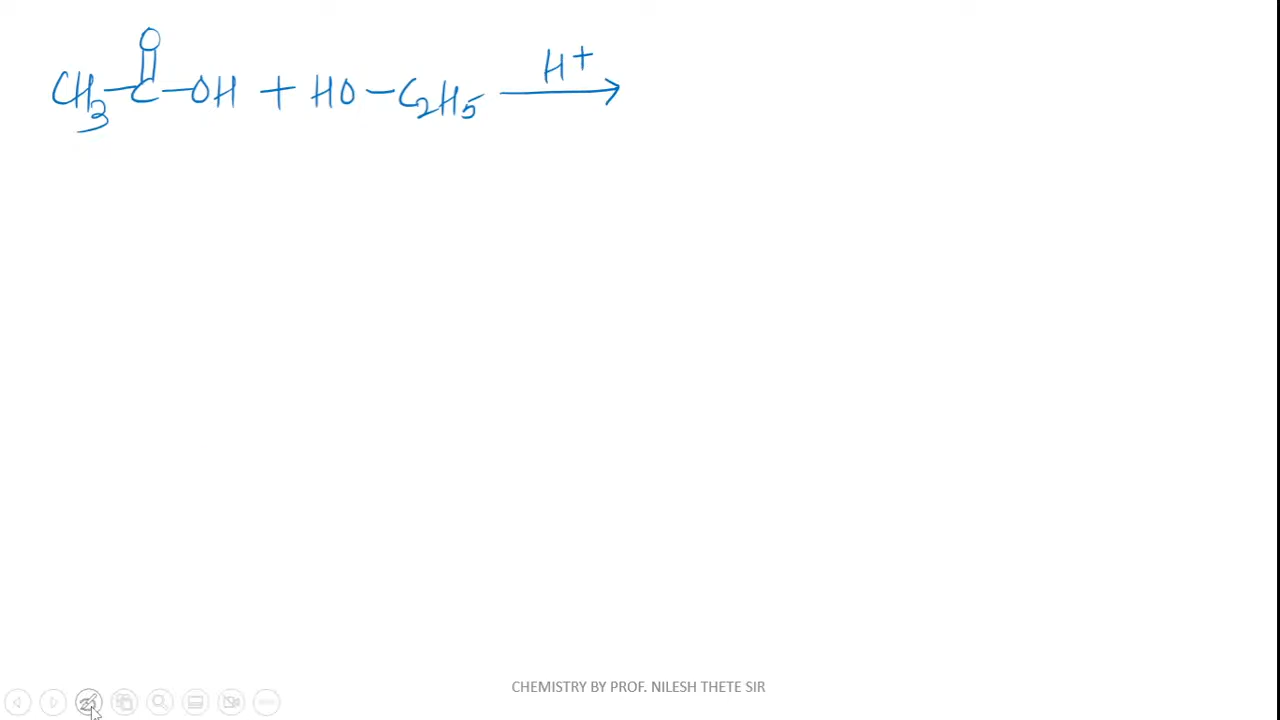 O
CH3-C-OH + HO-C2H5 H+
CHEMISTRY BY PROF. NILESH THETE SIR